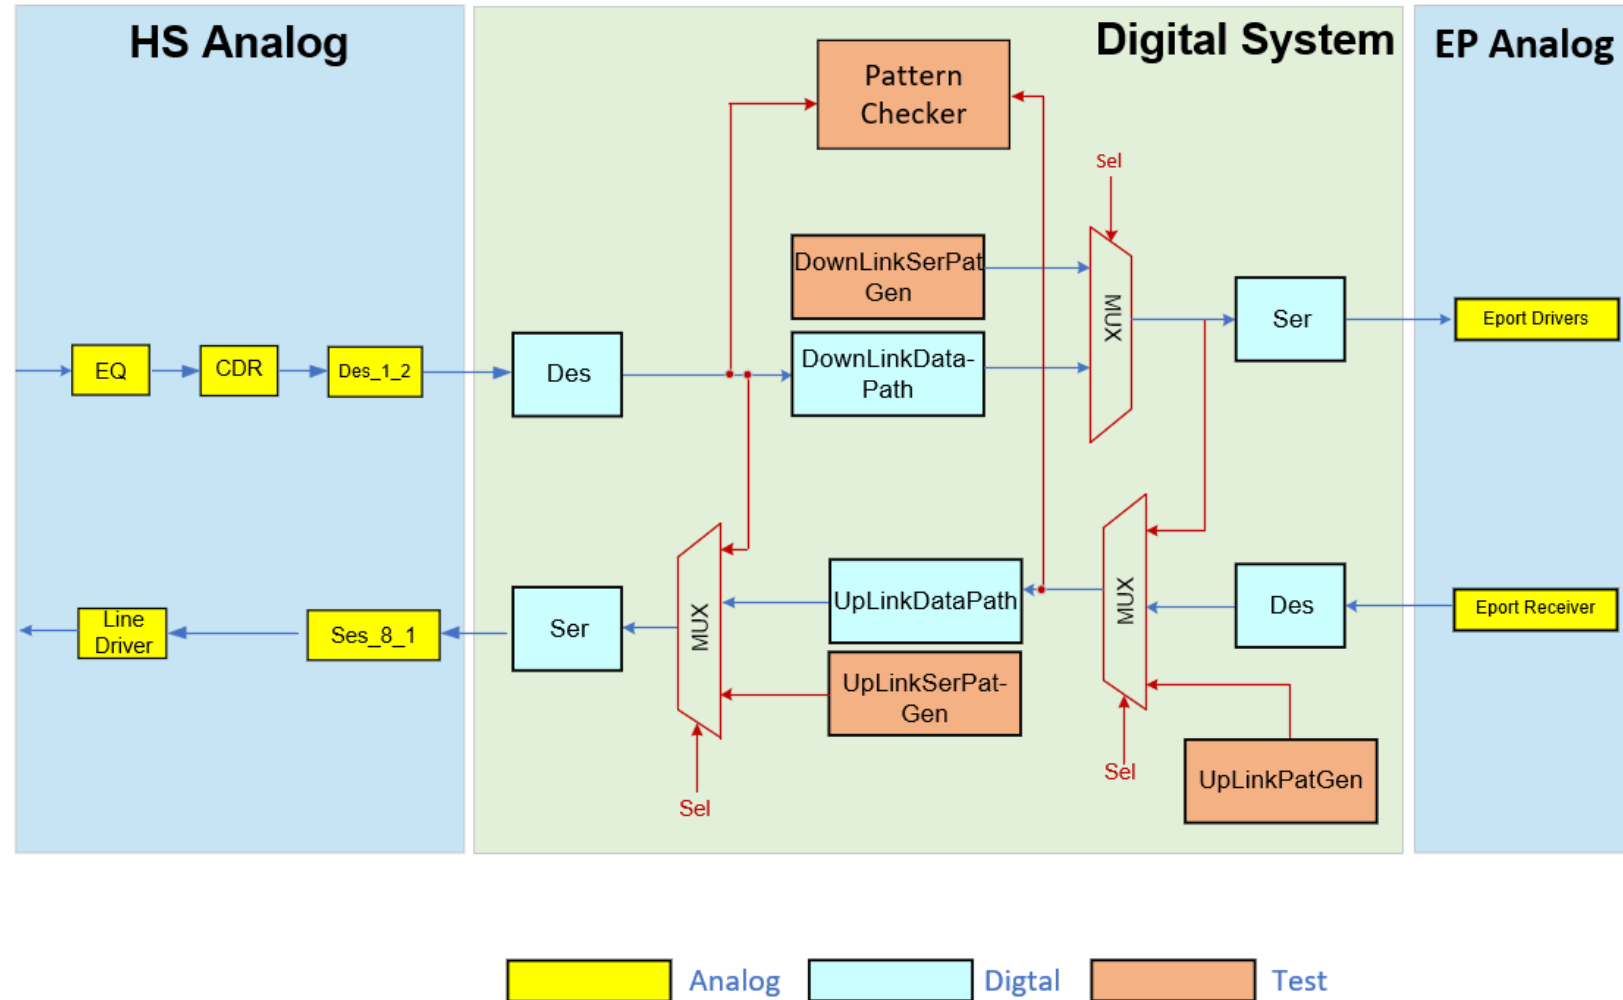 HS Analog
Digital System
EP Analog
Pattern
Checker
Sel
DownLinkSerPat
Gen
MUX
Ser
Eport Drivers
EQ
CDR
Des_1_2
Des
DownLinkData-
Path
Line
Driver
Ses_8_1
Ser
MUX
UpLinkDataPath
MUX
Des
Eport Receiver
UpLinkSerPat-
Gen
Sel
Sel
UpLinkPatGen
Analog
Digtal
Test